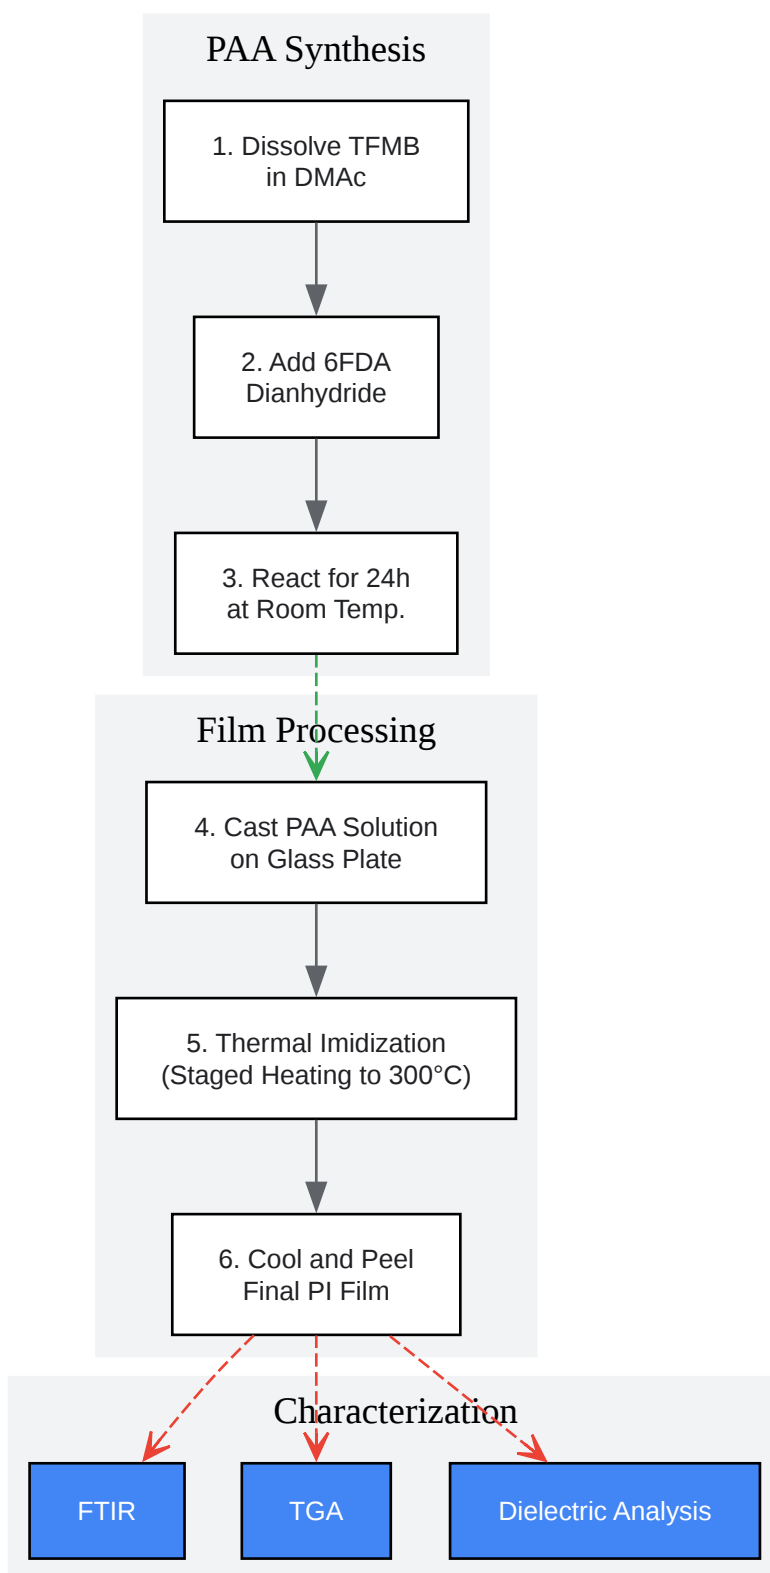 PAA Synthesis
1. Dissolve TFMB
in DMAc
2. Add 6FDA
Dianhydride
3. React for 24h
at Room Temp.
Film Processing
4. Cast PAA Solution
on Glass Plate
5. Thermal Imidization
(Staged Heating to 300°C)
6. Cool and Peel
Final PI Film
Characterization
FTIR
TGA
Dielectric Analysis